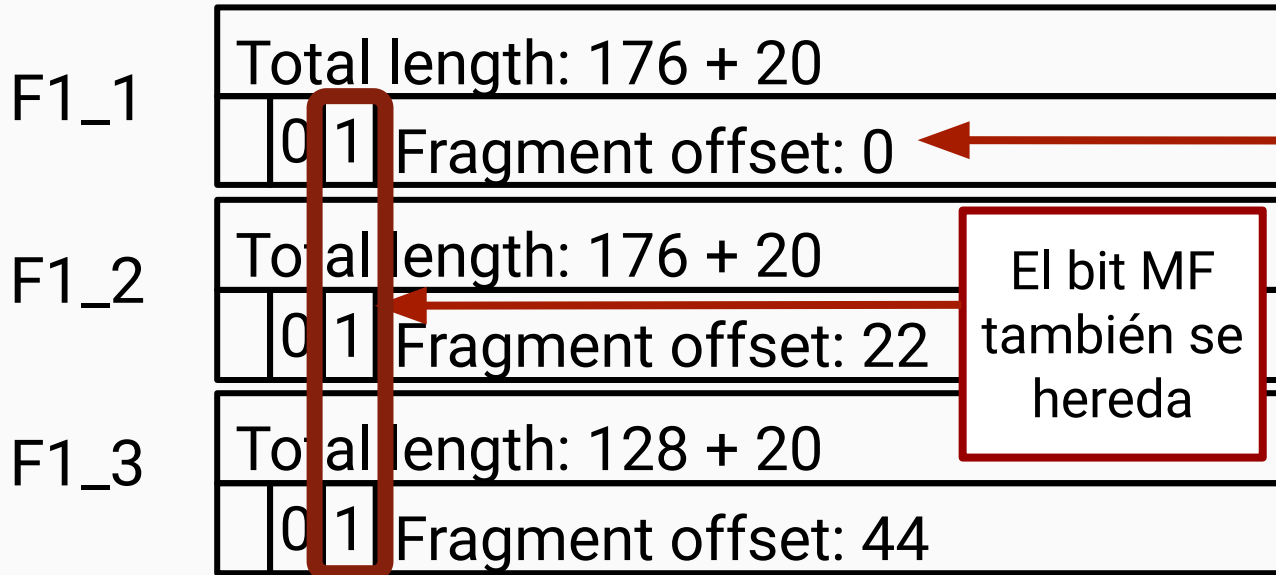 F1_1
Total length: 176 + 20
0 1 Fragment offset: 0
F1_2
Total length: 176 + 20
0 1 Fragment offset: 22
El bit MF
también se
hereda
F1_3
Total length: 128 + 20
0 1 Fragment offset: 44